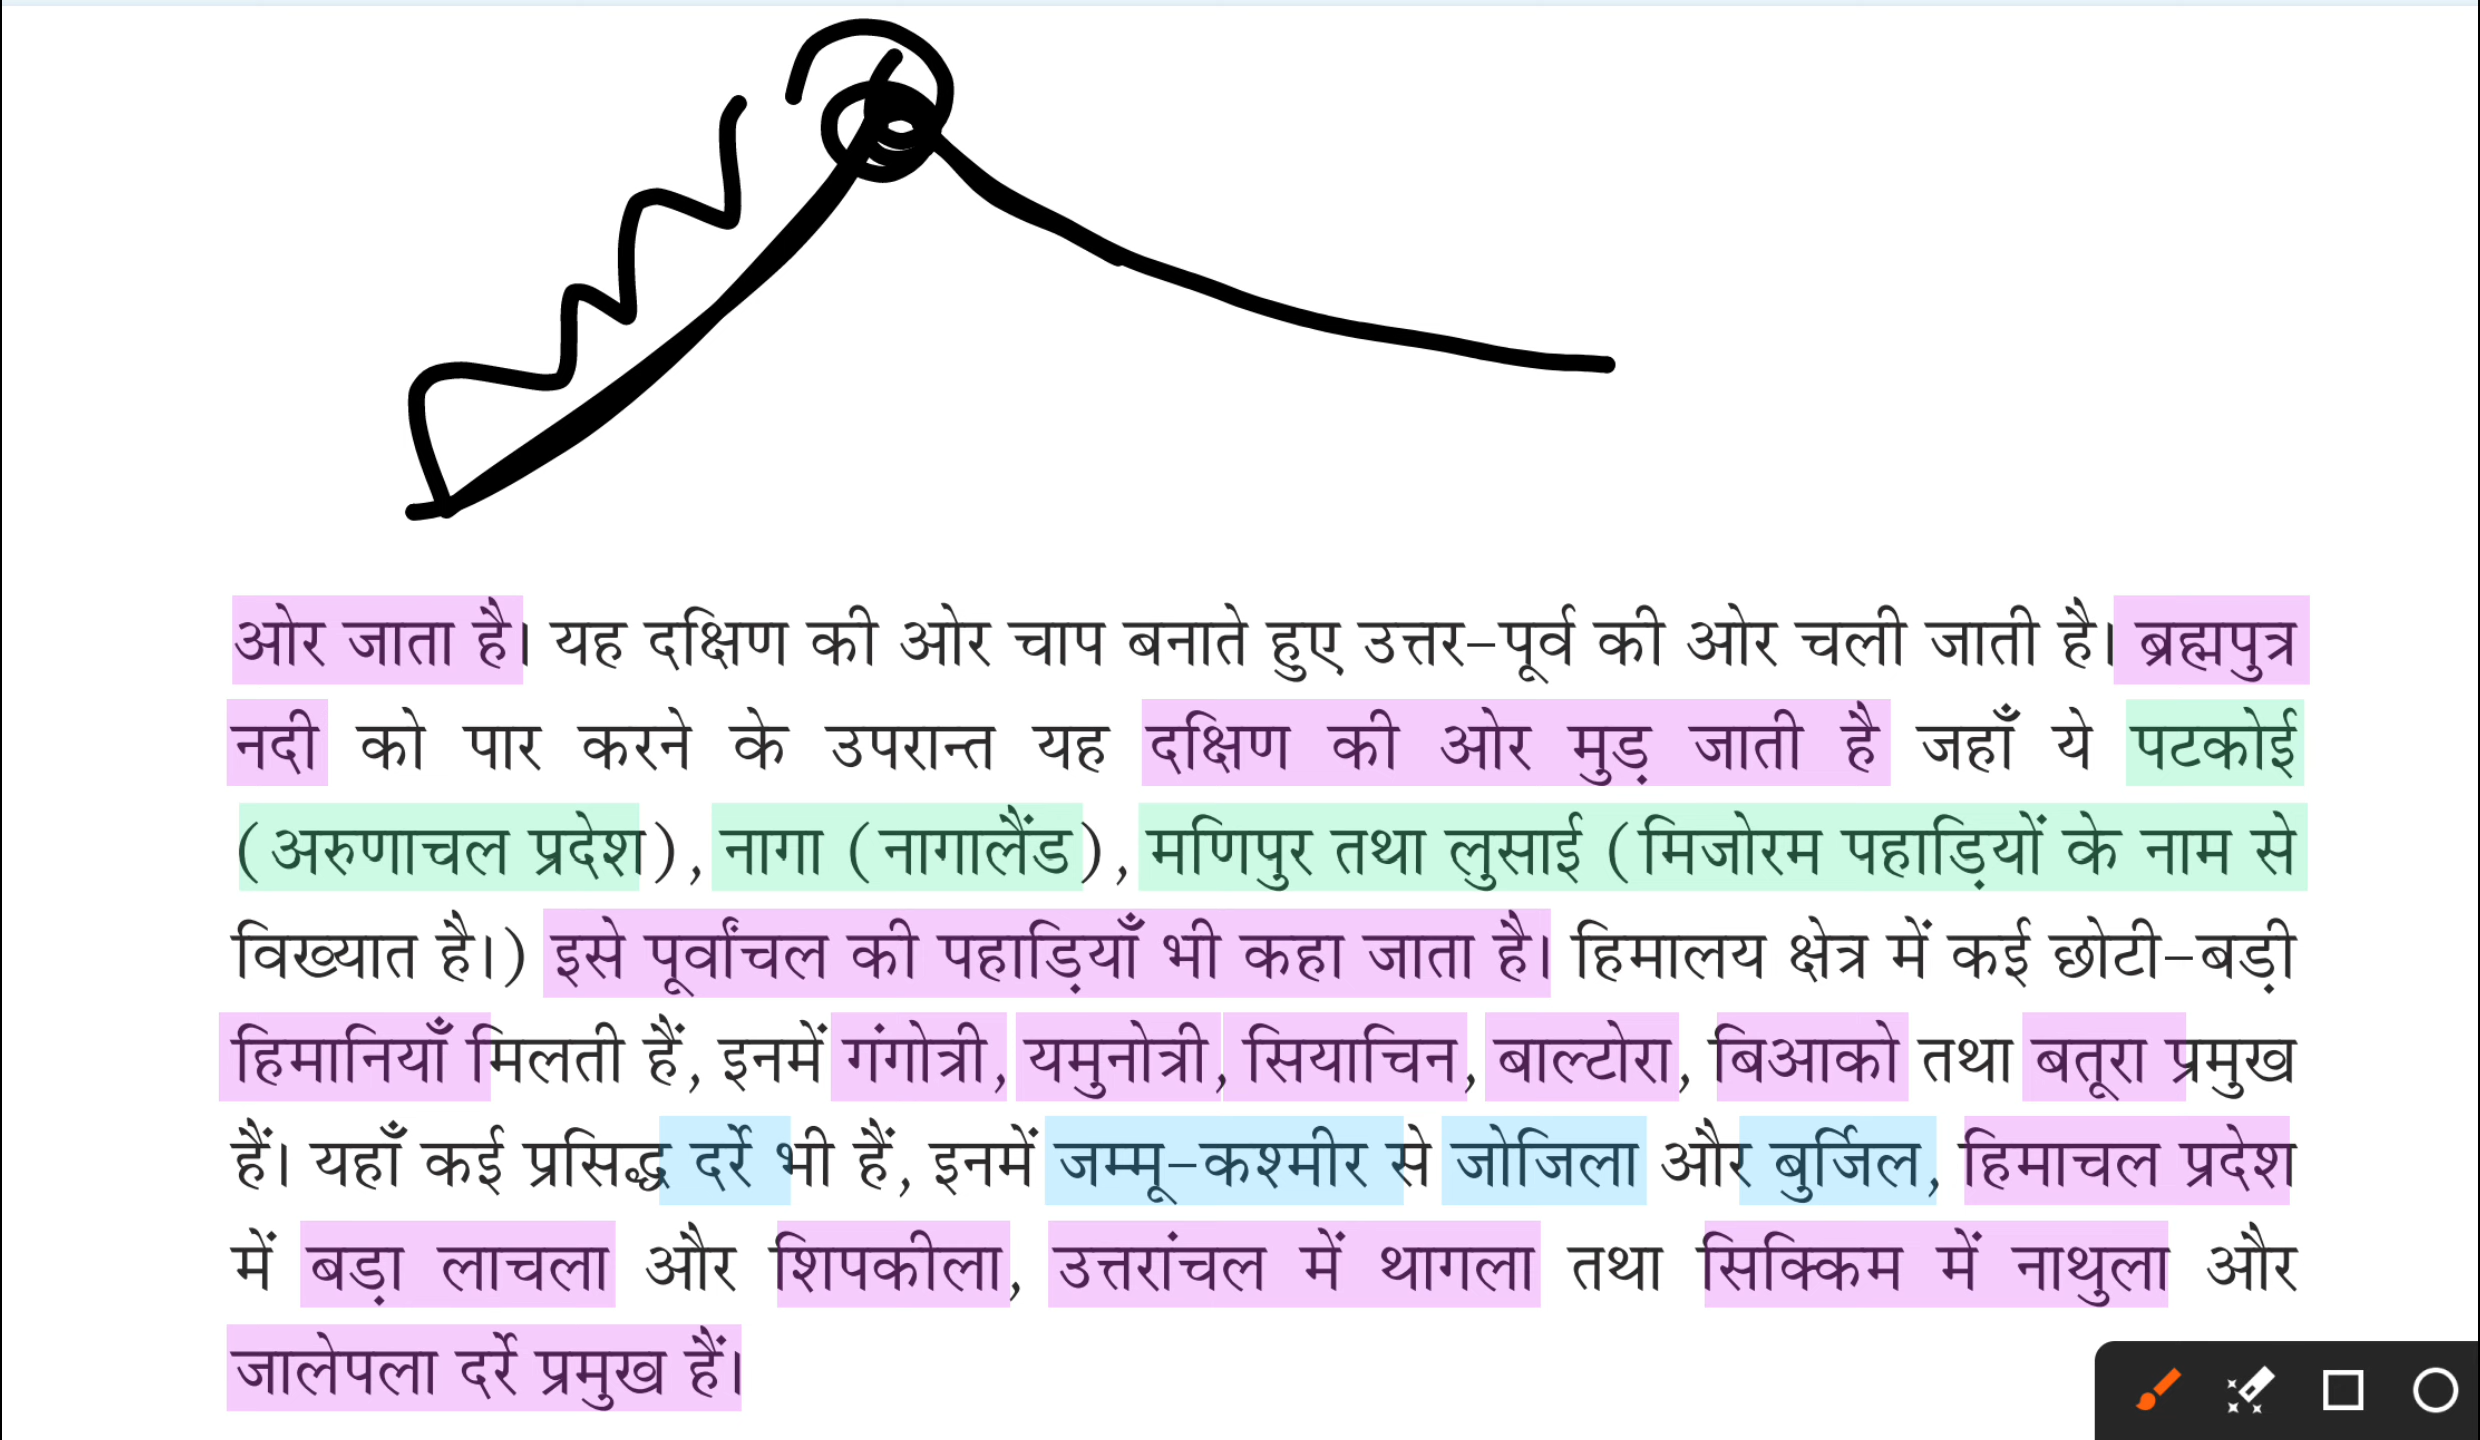 ओर जाता है। यह दक्षिण की ओर चाप बनाते हुए उत्तर-पूर्व की ओर चली जाती है। ब्रह्मपुत्र
नदी को पार करने के उपरान्त यह दक्षिण की ओर मुड़ जाती है जहाँ ये पटकोई
(अरुणाचल प्रदेश), नागा (नागालैंड), मणिपुर तथा लुसाई (मिजोरम पहाड़ियों के नाम से
विख्यात है।) इसे पूर्वांचल की पहाड़ियाँ भी कहा जाता है। हिमालय क्षेत्र में कई छोटी-बड़ी
हिमानियाँ मिलती हैं, इनमें गंगोत्री, यमुनोत्री, सियाचिन, बाल्टोरा, बिआको तथा बतूरा प्रमुख
हैं। यहाँ कई प्रसिद्ध दर्रे भी हैं, इनमें जम्मू-कश्मीर से जोजिला और बुर्जिल, हिमाचल प्रदेश
में बड़ा लाचला और शिपकीला, उत्तरांचल में थागला तथा सिक्किम में नाथुला और
जालेपला दर्रे प्रमुख हैं।